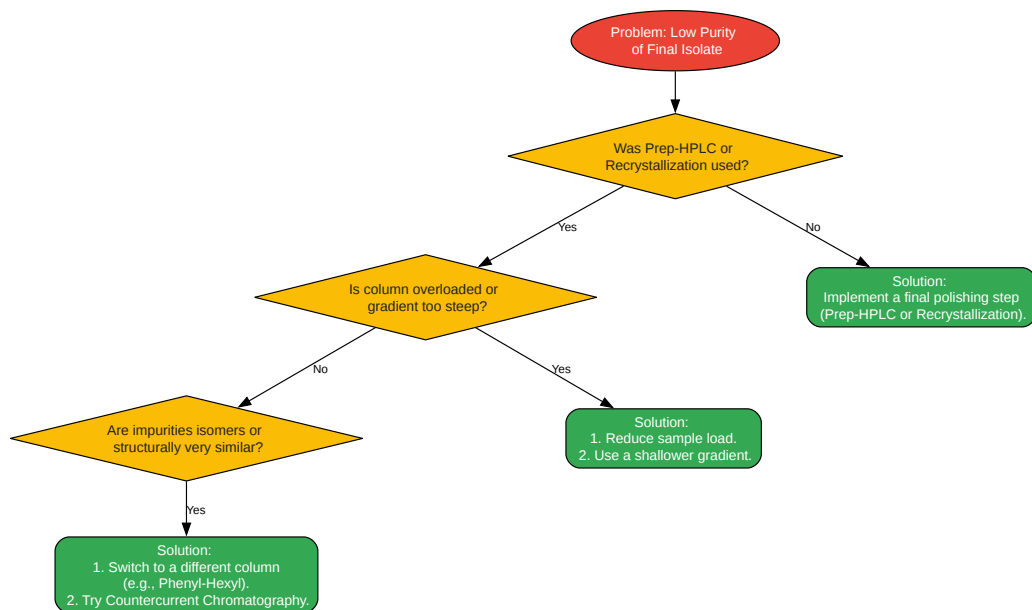 Problem: Low Purity
of Final Isolate
Was Prep-HPLC or
Recrystallization used?
Yes
No
Is column overloaded or
gradient too steep?
Solution:
Implement a final polishing step
(Prep-HPLC or Recrystallization).
No
Yes
Are impurities isomers or
structurally very similar?
Solution:
1. Reduce sample load.
2. Use a shallower gradient.
Yes
Solution:
1. Switch to a different column
(e.g., Phenyl-Hexyl).
2. Try Countercurrent Chromatography.